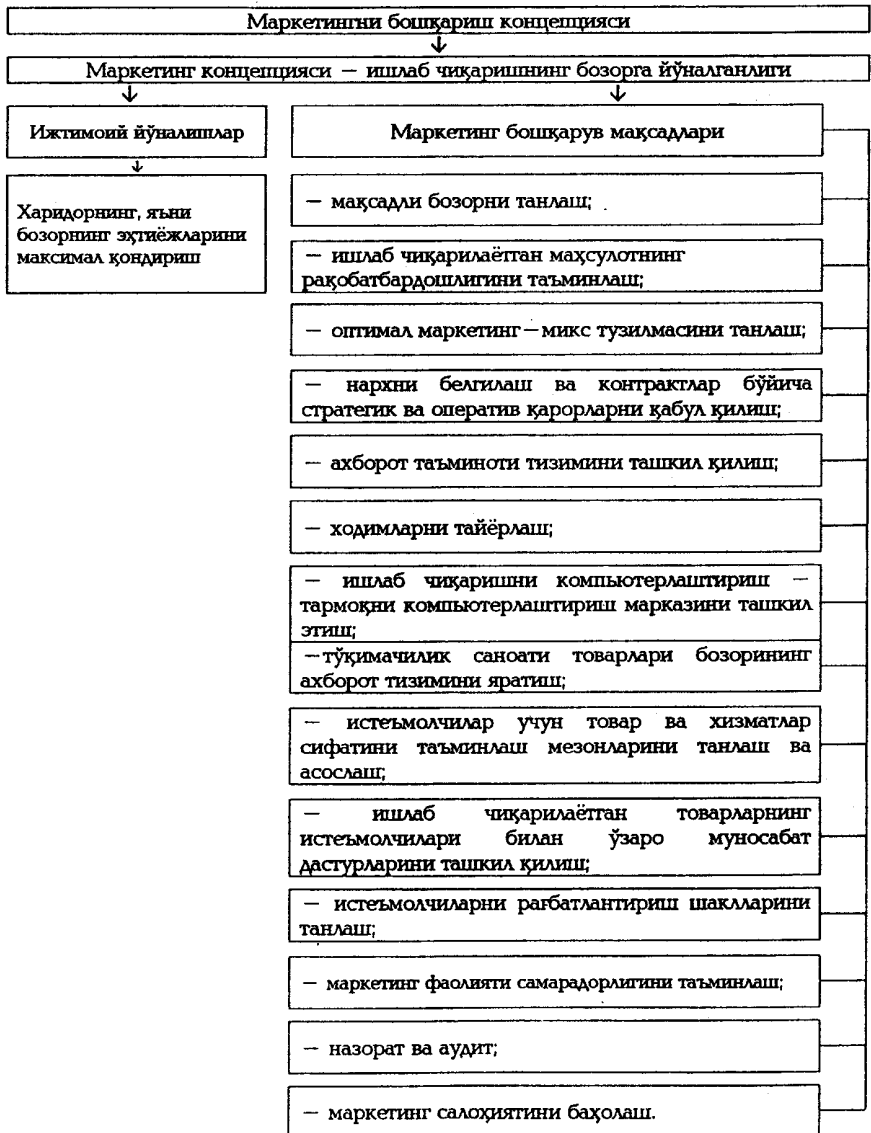 Маркетингни бошқариш концепцияси
Маркетинг концепцияси — ишлаб чиқаришнинг бозорга йўналганлиги
Ижтимоий йўналишлар
Харидорнинг, яъни
бозорнинг эҳтиёжларини
максимал қондириш
Маркетинг бошқарув мақсадлари
— мақсадли бозорни танлаш;
— ишлаб чиқарилаётган маҳсулотнинг
рақобатбардошлигини таъминлаш;
— оптимал маркетинг—микс тузилмасини танлаш;
— нархни белгилаш ва контрактлар бўйича
стратегик ва оператив қарорларни қабул қилиш;
— ахборот таъминоти тизимини ташкил қилиш;
— ходимларни тайёрлаш;
— ишлаб чиқаришни компьютерлаштириш —
тармоқни компьютерлаштириш марказини ташкил
этиш;
—тўқимачилик саноати товарлари бозорининг
ахборот тизимини яратиш;
— истеъмолчилар учун товар ва хизматлар
сифатини таъминлаш мезонларини танлаш ва
асослаш;
— ишлаб чиқарилаётган товарларнинг
истеъмолчилари билан ўзаро муносабат
дастурларини ташкил қилиш;
— истеъмолчиларни рағбатлантириш шаклларини
танлаш;
— маркетинг фаолияти самарадорлигини таъминлаш;
— назорат ва аудит;
— маркетинг салоҳиятини баҳолаш.